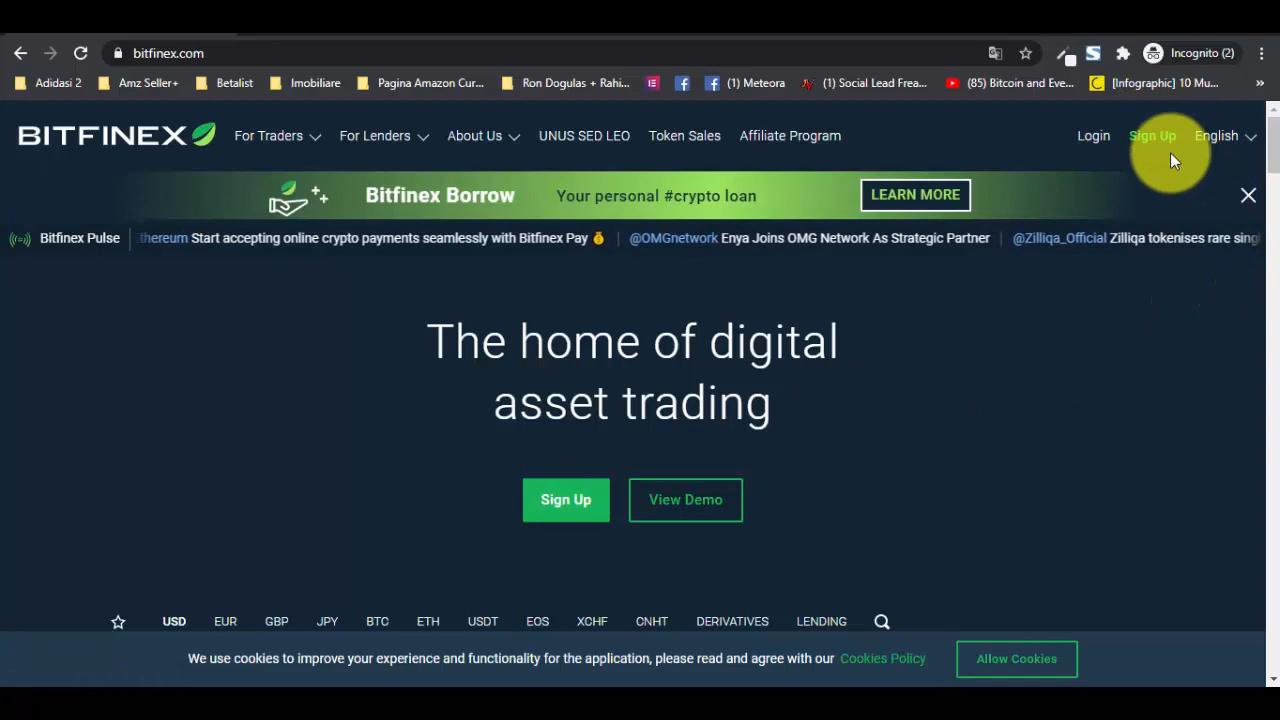 bitfinex.com
Incognito (2)
Adidasi 2
Amz Seller+
Betalist
Imobiliare
Pagina Amazon Cur...
Ron Dogulas + Rahi...
(1) Meteora
(1) Social Lead Frea...
(85) Bitcoin and Eve...
[Infographic] 10 Mu...
BITFINEX
For Traders
For Lenders
About Us
UNUS SED LEO
Token Sales
Affiliate Program
Login
Sign Up
English
Bitfinex Borrow Your personal #crypto loan LEARN MORE
Bitfinex Pulse
thereum Start accepting online crypto payments seamlessly with Bitfinex Pay 💰
@OMGnetwork Enya Joins OMG Network As Strategic Partner
@Zilliqa_Official Zilliqa tokenises rare sing
The home of digital
asset trading
Sign Up
View Demo
USD EUR GBP JPY BTC ETH USDT EOS XCHF CNHT DERIVATIVES LENDING
We use cookies to improve your experience and functionality for the application, please read and agree with our Cookies Policy
Allow Cookies